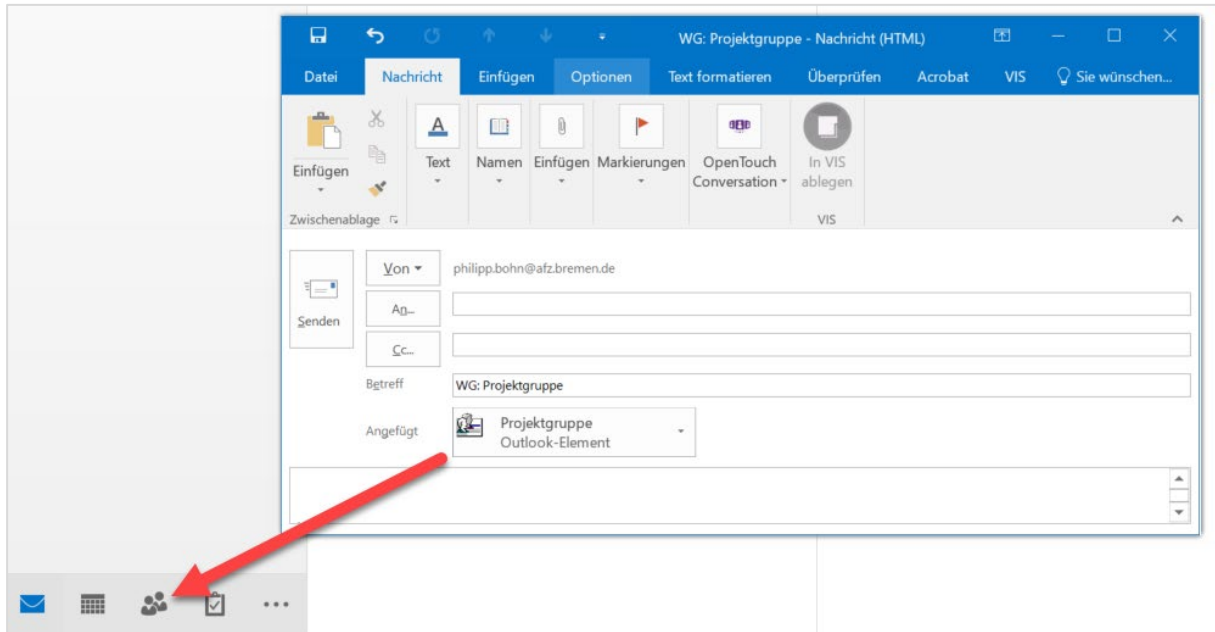 WG: Projektgruppe - Nachricht (HTML)
Datei Nachricht Einfügen Optionen Text formatieren Überprüfen Acrobat VIS Sie wünschen...
Einfügen
Text
Namen
Einfügen
Markierungen
OpenTouch
Conversation
In VIS
ablegen
Zwischenablage
VIS
Senden
Von
philipp.bohn@afz.bremen.de
An...
Cc...
Betreff
WG: Projektgruppe
Angefügt
Projektgruppe
Outlook-Element